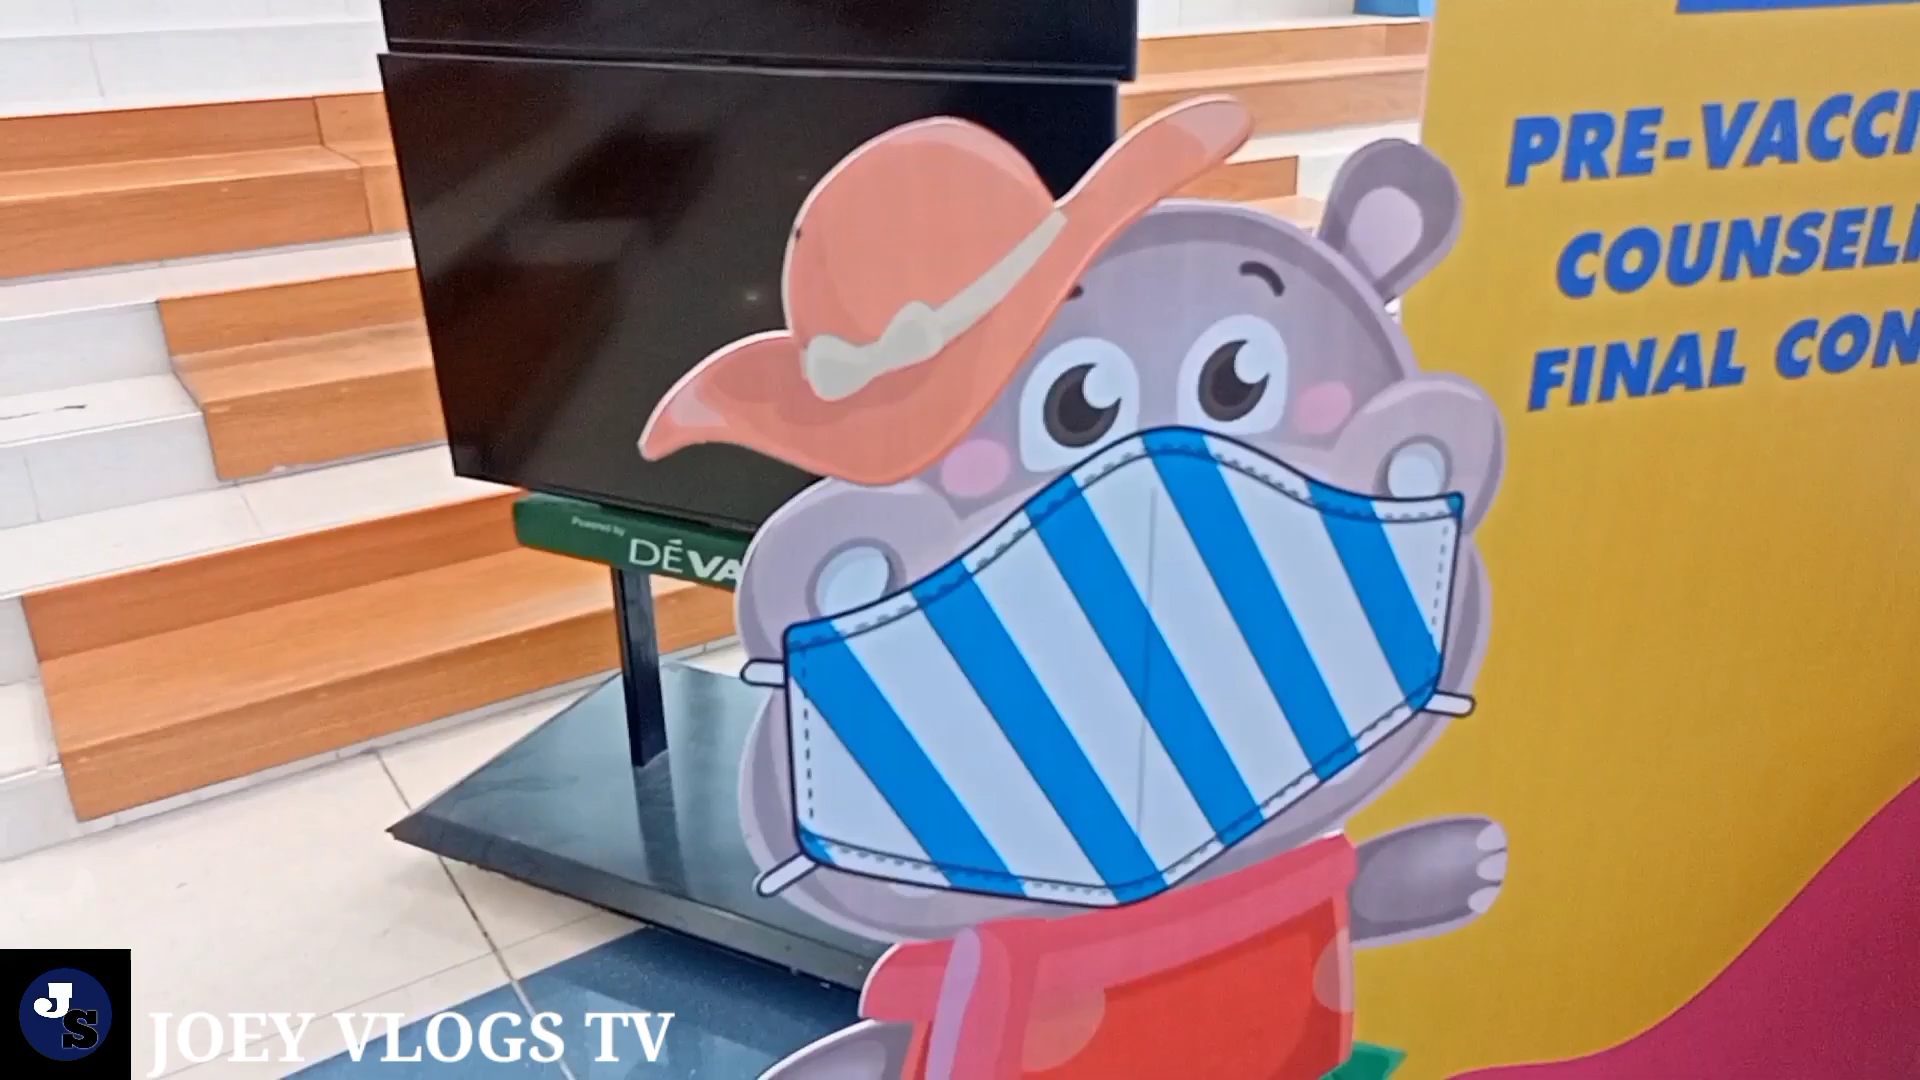 PRE-VACCI
COUNSELI
FINAL CON
Powered by
DÉVA
JS
JOEY VLOGS TV